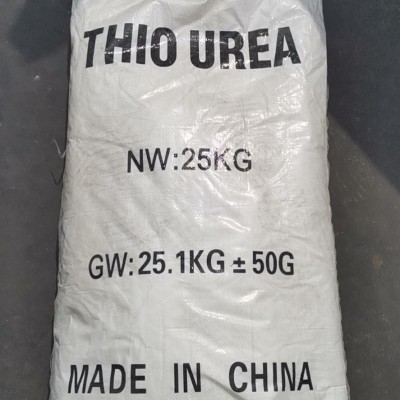 THIO UREA
NW:25KG
GW:25.1KG±50G
MADE IN CHINA